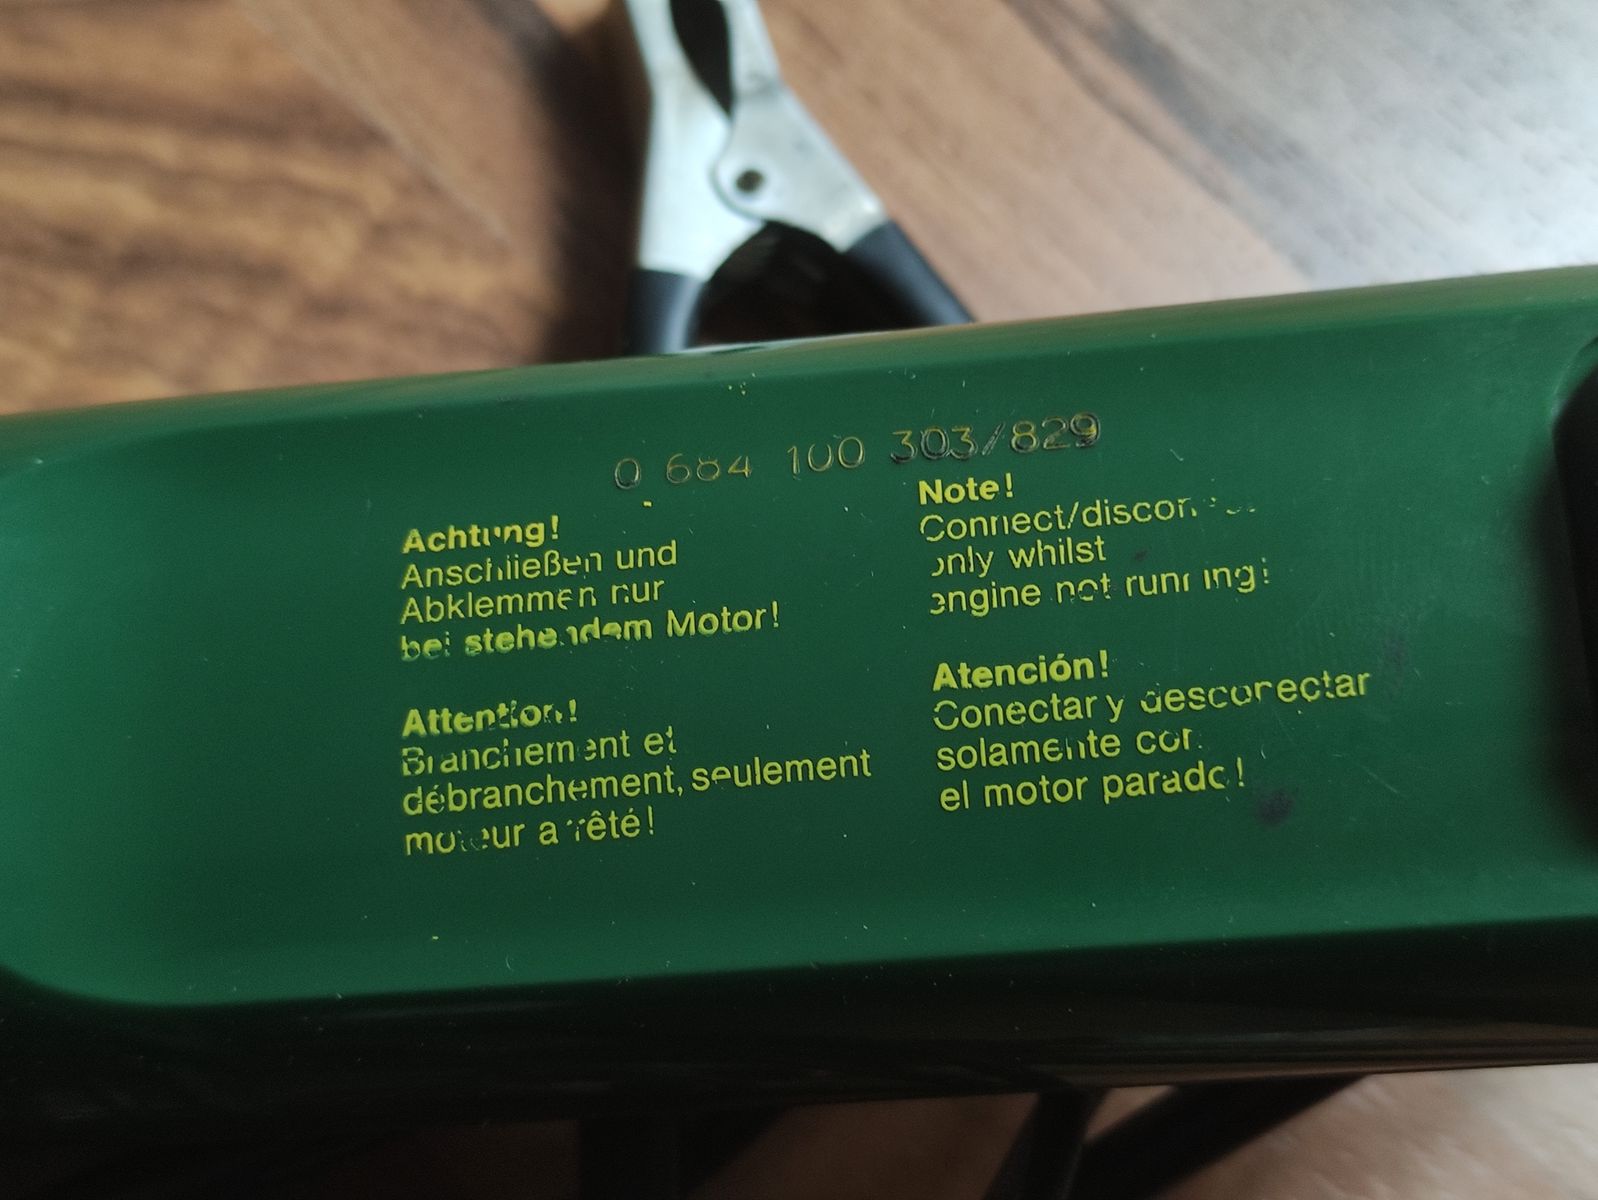 0 684 100 303/829
Achtung!
Anschließen und
Abklemmen nur
bei stehendem Motor!
Note!
Connect/disconnect
only whilst
engine not running!
Attention!
Branchement et
débranchement, seulement
moteur arrêté!
Atención!
Conectar y desconectar
solamente con
el motor parado!